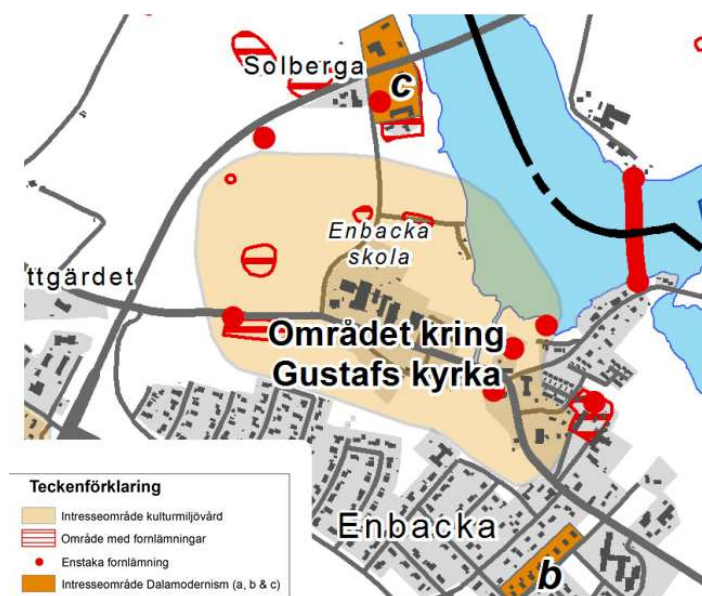 Solberga
c
Enbacka
skola
ttgärdet
Området kring
Gustafs kyrka
Teckenförklaring
Intresseområde kulturmiljövård
Område med fornlämningar
Enstaka fornlämning
Intresseområde Dalamodernism (a, b & c)
Enbacka
b